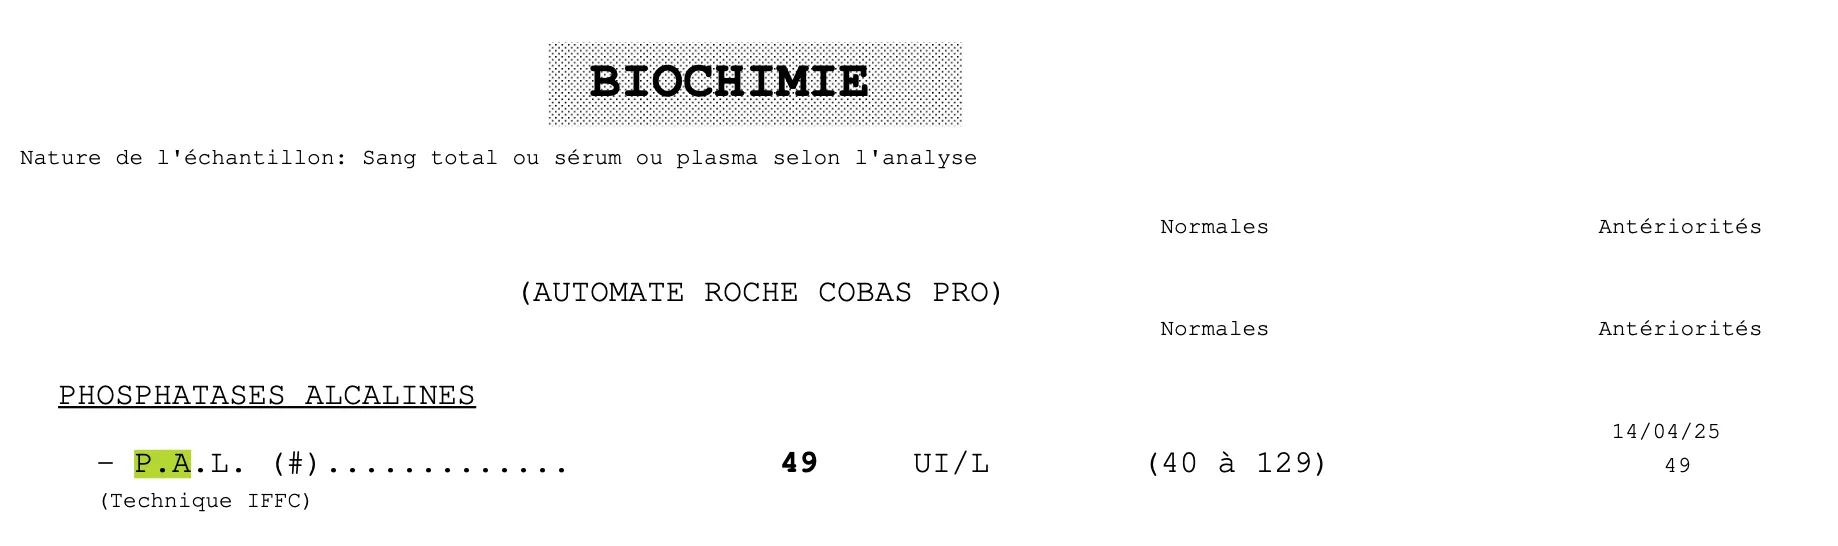 BIOCHIMIE
Nature de l'échantillon: Sang total ou sérum ou plasma selon l'analyse
Normales Antériorités
(AUTOMATE ROCHE COBAS PRO)
Normales Antériorités
PHOSPHATASES ALCALINES
14/04/25
- P.A.L. (#)............. 49 UI/L (40 à 129) 49
(Technique IFFC)